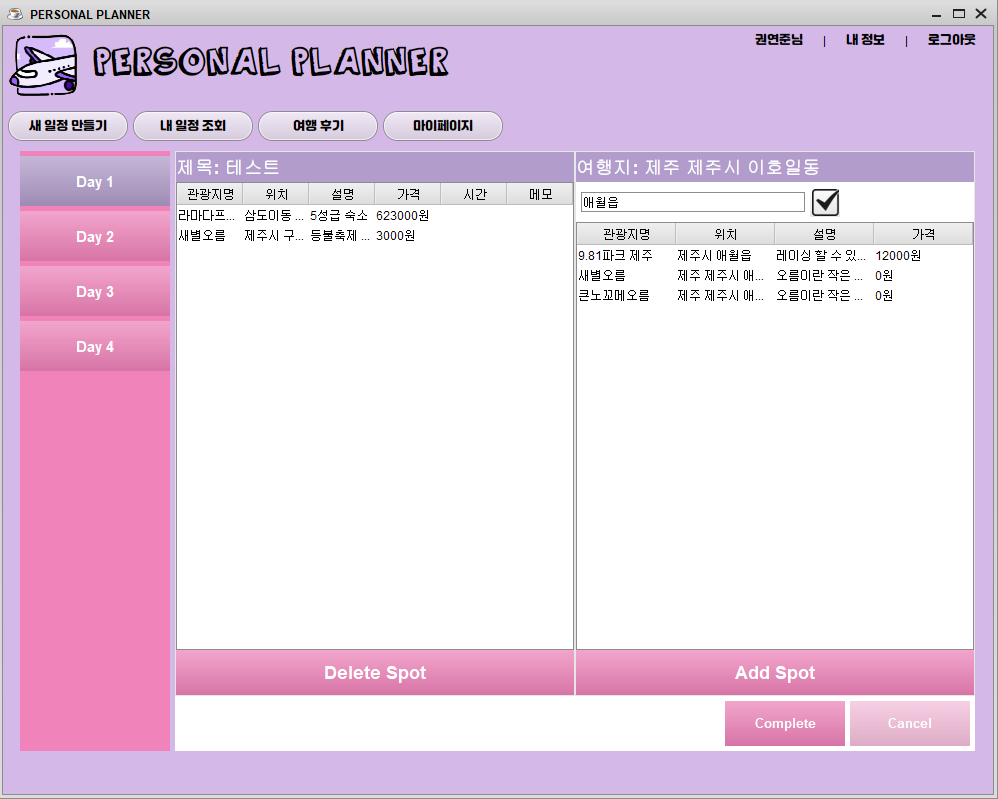 PERSONAL PLANNER
권연준님 | 내 정보 | 로그아웃
PERSONAL PLANNER
새 일정 만들기 내 일정 조회 여행 후기 마이페이지
Day 1
Day 2
Day 3
Day 4
제목: 테스트
관광지명 위치 설명 가격 시간 메모
라마다프... 삼도이동 ... 5성급 숙소 623000원
새별오름 제주시 구... 등불축제 ... 3000원
Delete Spot
여행지: 제주 제주시 이호일동
애월읍
관광지명 위치 설명 가격
9.81파크 제주 제주시 애월읍 레이싱 할 수 있... 12000원
새별오름 제주 제주시 애... 오름이란 작은 ... 0원
큰노꼬메오름 제주 제주시 애... 오름이란 작은 ... 0원
Add Spot
Complete Cancel